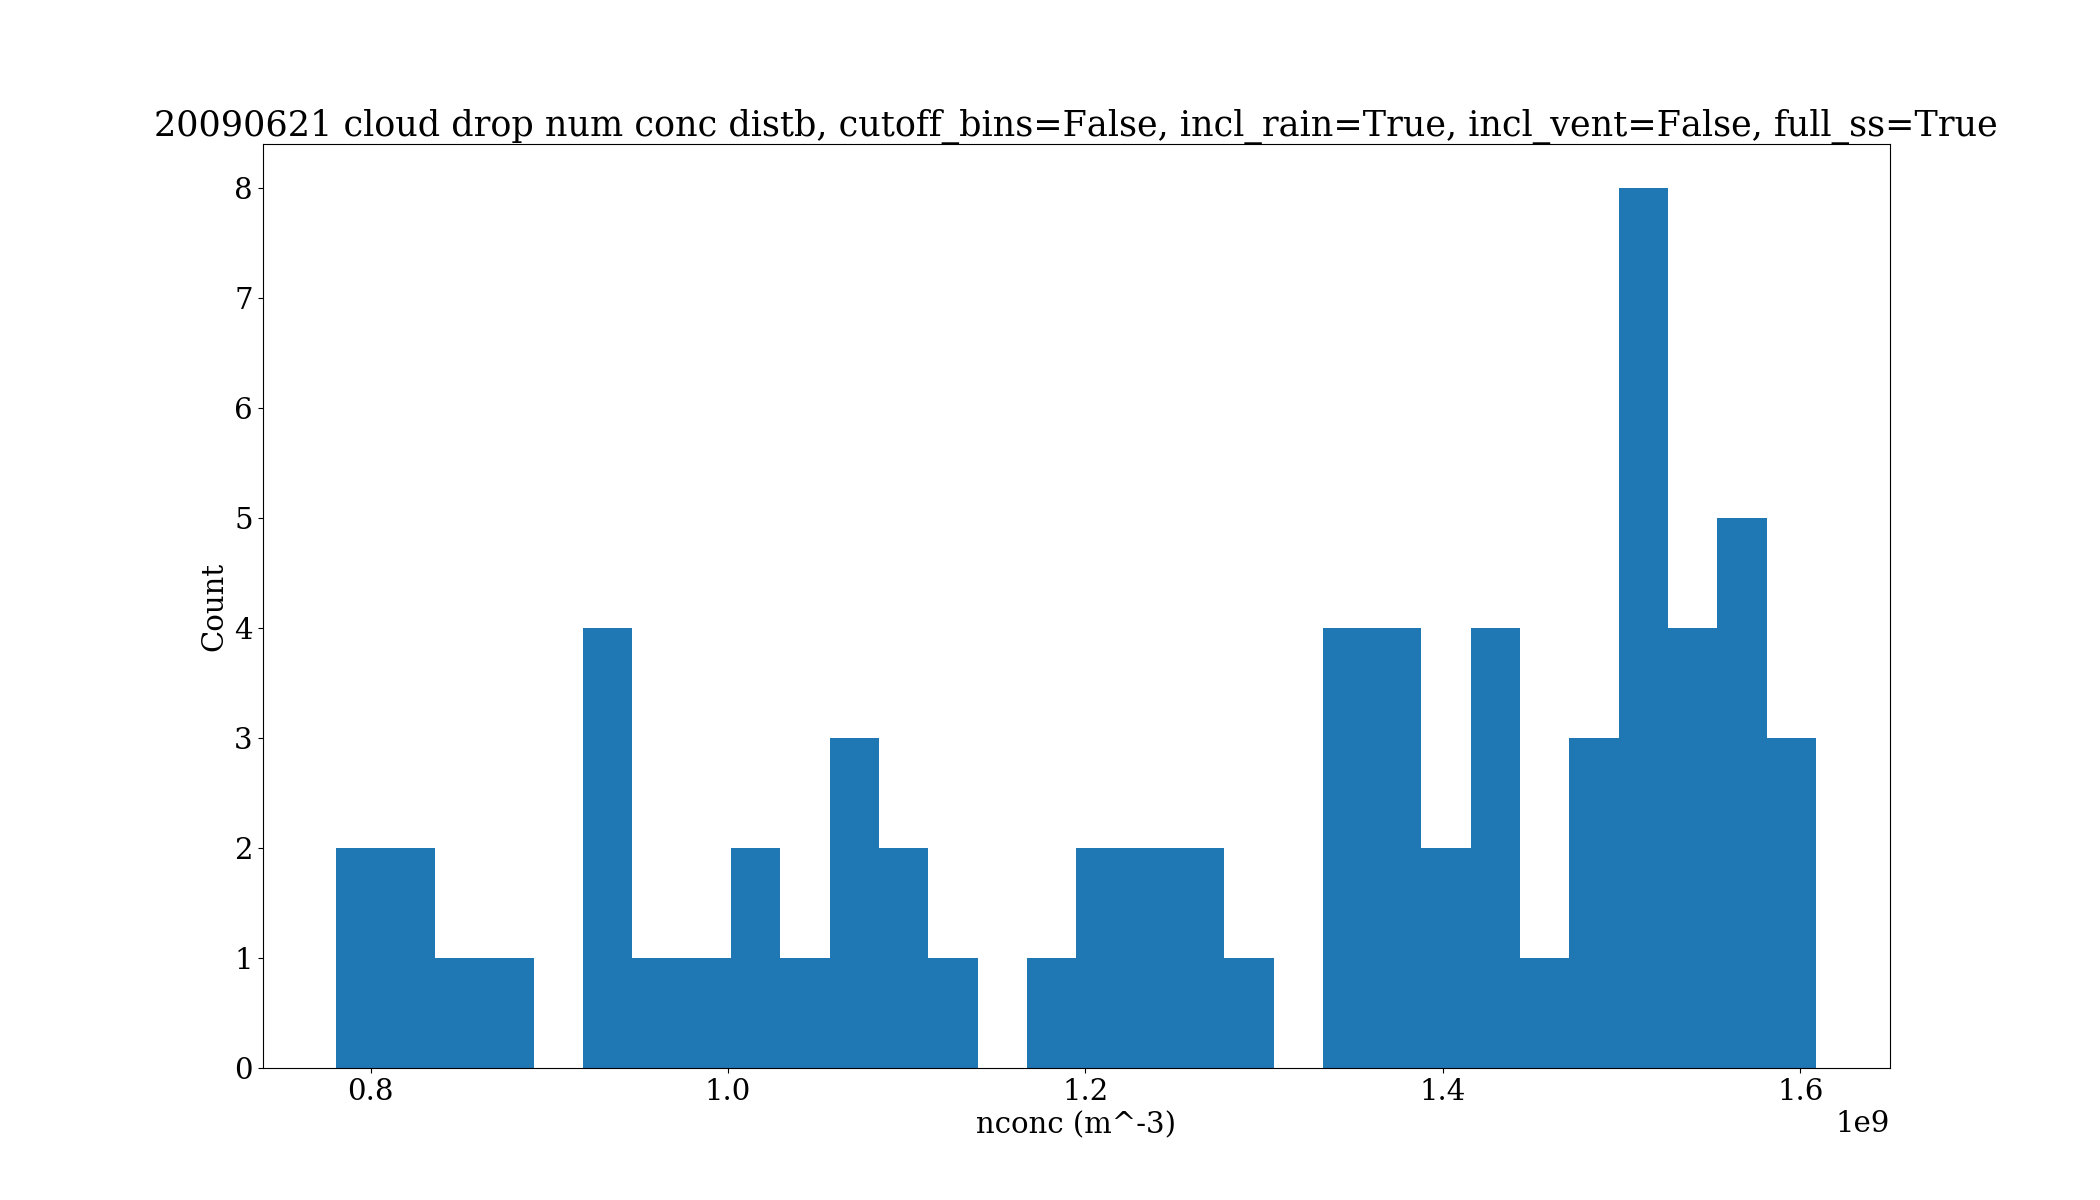 20090621 cloud drop num conc distb, cutoff_bins=False, incl_rain=True, incl_vent=False, full_ss=True
8
7
6
5
4
3
2
1
0
Count
0.8 1.0 1.2 1.4 1.6
nconc (m^-3)
1e9